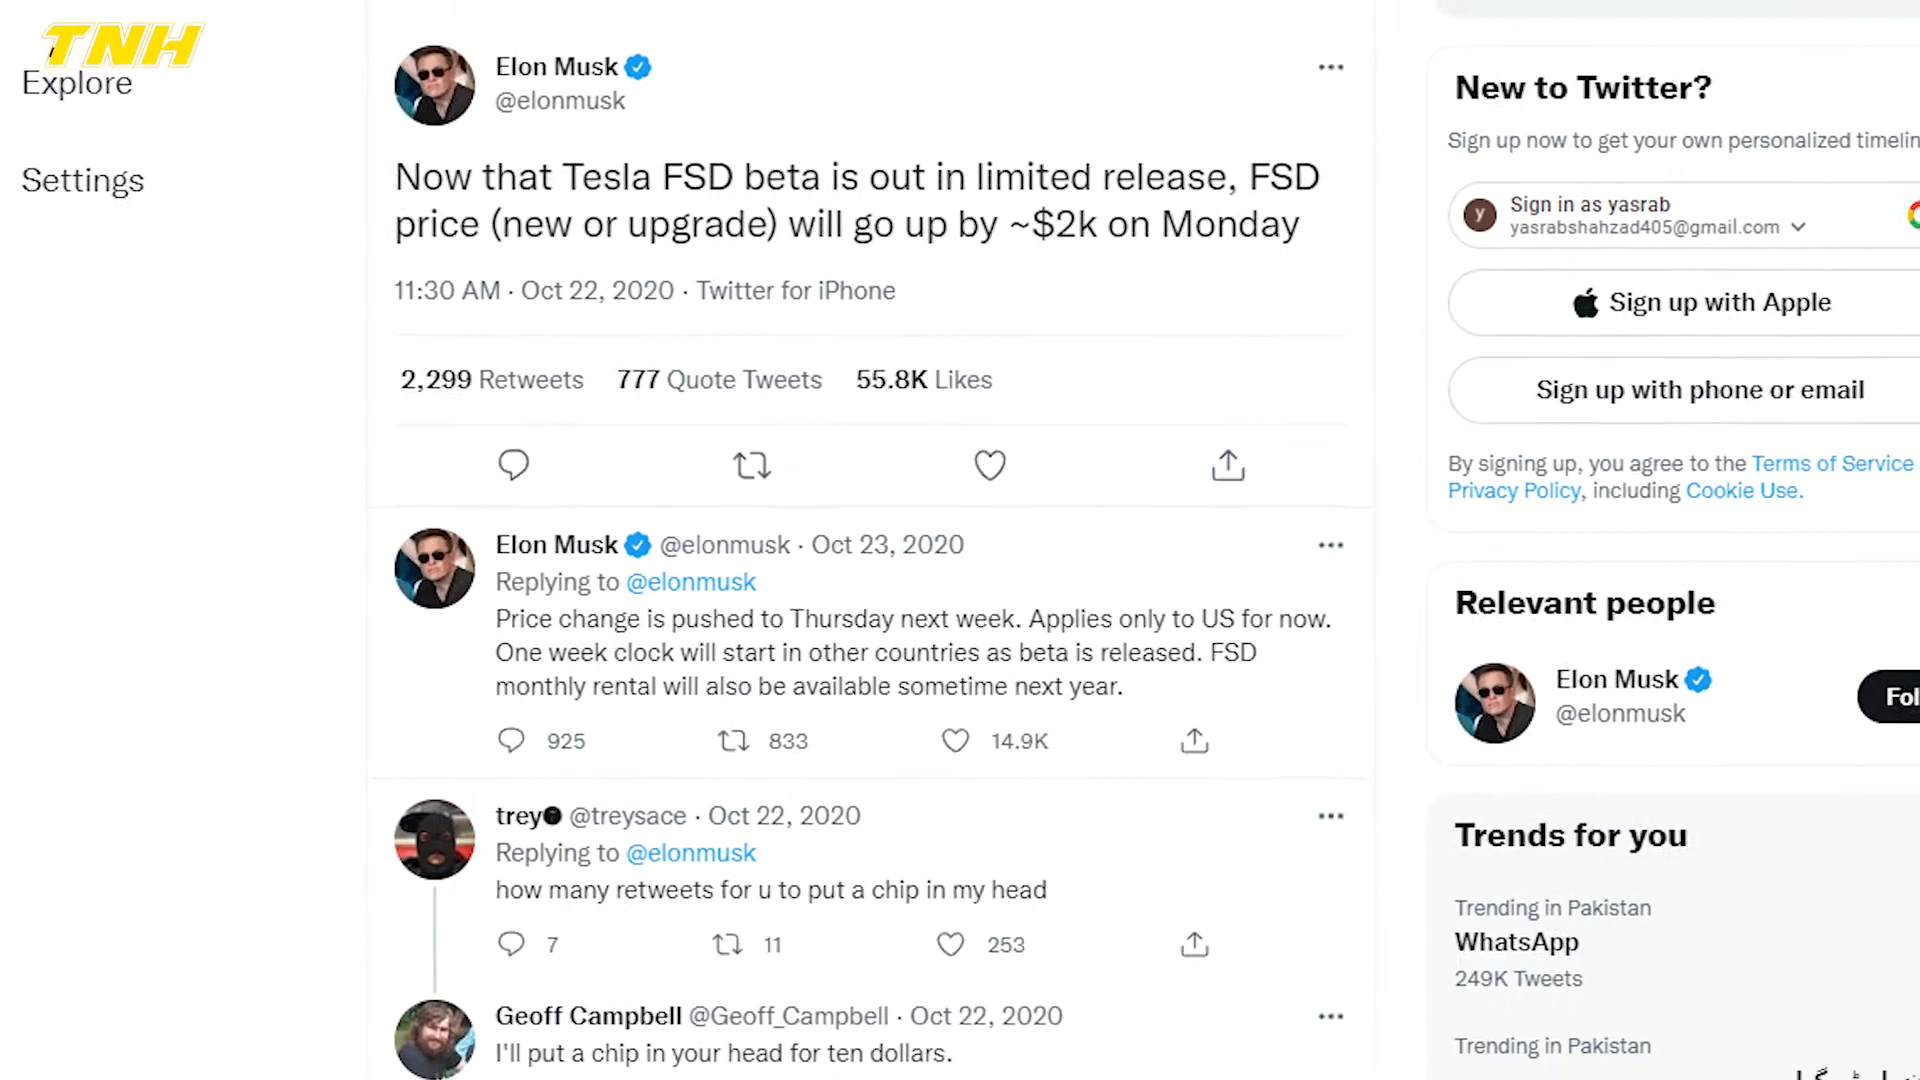 TNH
Explore
Settings
Elon Musk
@elonmusk
Now that Tesla FSD beta is out in limited release, FSD
price (new or upgrade) will go up by ~$2k on Monday
11:30 AM · Oct 22, 2020 · Twitter for iPhone
2,299 Retweets 777 Quote Tweets 55.8K Likes
Elon Musk @elonmusk · Oct 23, 2020
Replying to @elonmusk
Price change is pushed to Thursday next week. Applies only to US for now.
One week clock will start in other countries as beta is released. FSD
monthly rental will also be available sometime next year.
925 833 14.9K
trey @treysace · Oct 22, 2020
Replying to @elonmusk
how many retweets for u to put a chip in my head
7 11 253
Geoff Campbell @Geoff_Campbell · Oct 22, 2020
I'll put a chip in your head for ten dollars.
New to Twitter?
Sign up now to get your own personalized timelin
y
Sign in as yasrab
yasrabshahzad405@gmail.com
Sign up with Apple
Sign up with phone or email
By signing up, you agree to the Terms of Service
Privacy Policy, including Cookie Use.
Relevant people
Elon Musk
@elonmusk
Fol
Trends for you
Trending in Pakistan
WhatsApp
249K Tweets
Trending in Pakistan